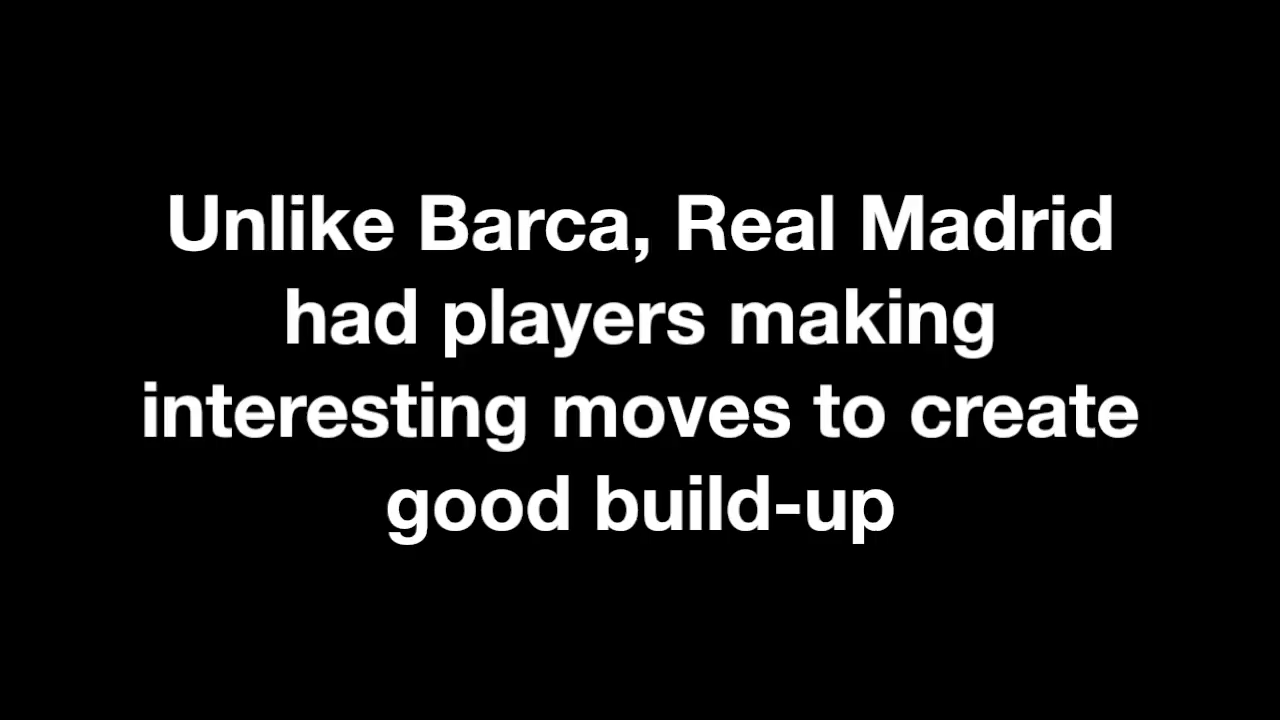 Unlike Barca, Real Madrid
had players making
interesting moves to create
good build-up